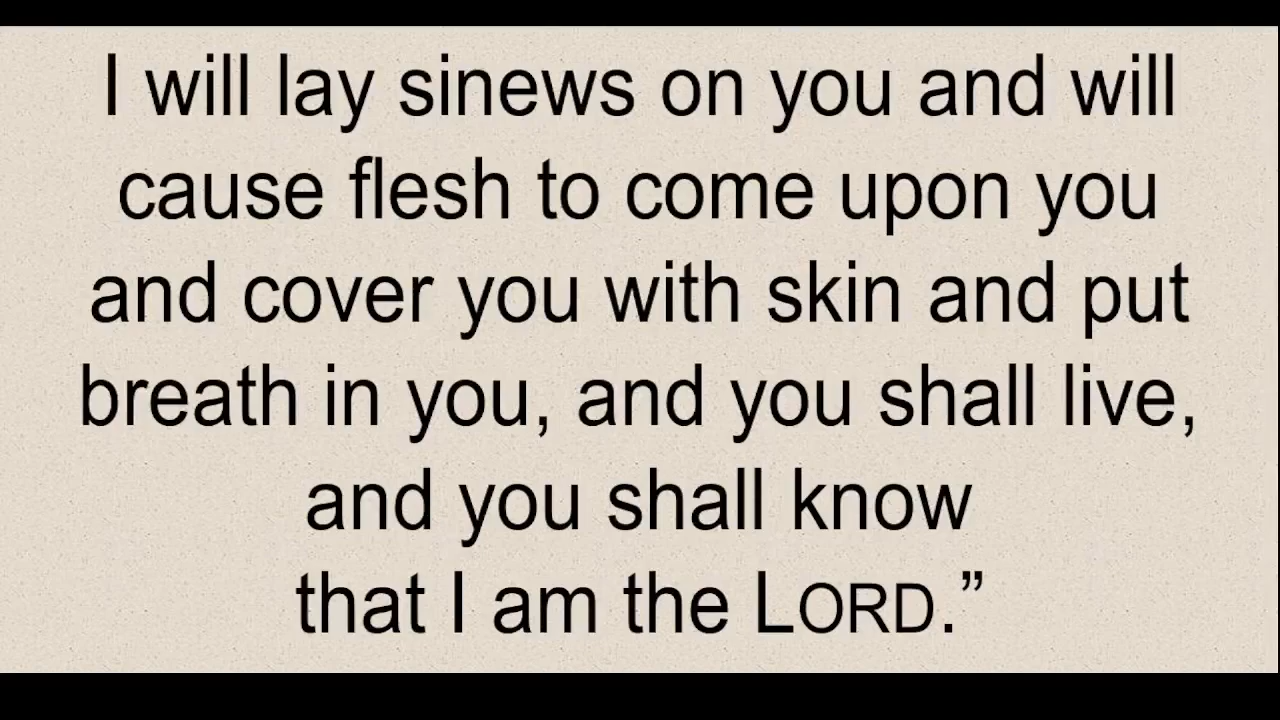 I will lay sinews on you and will
cause flesh to come upon you
and cover you with skin and put
breath in you, and you shall live,
and you shall know
that I am the LORD.”